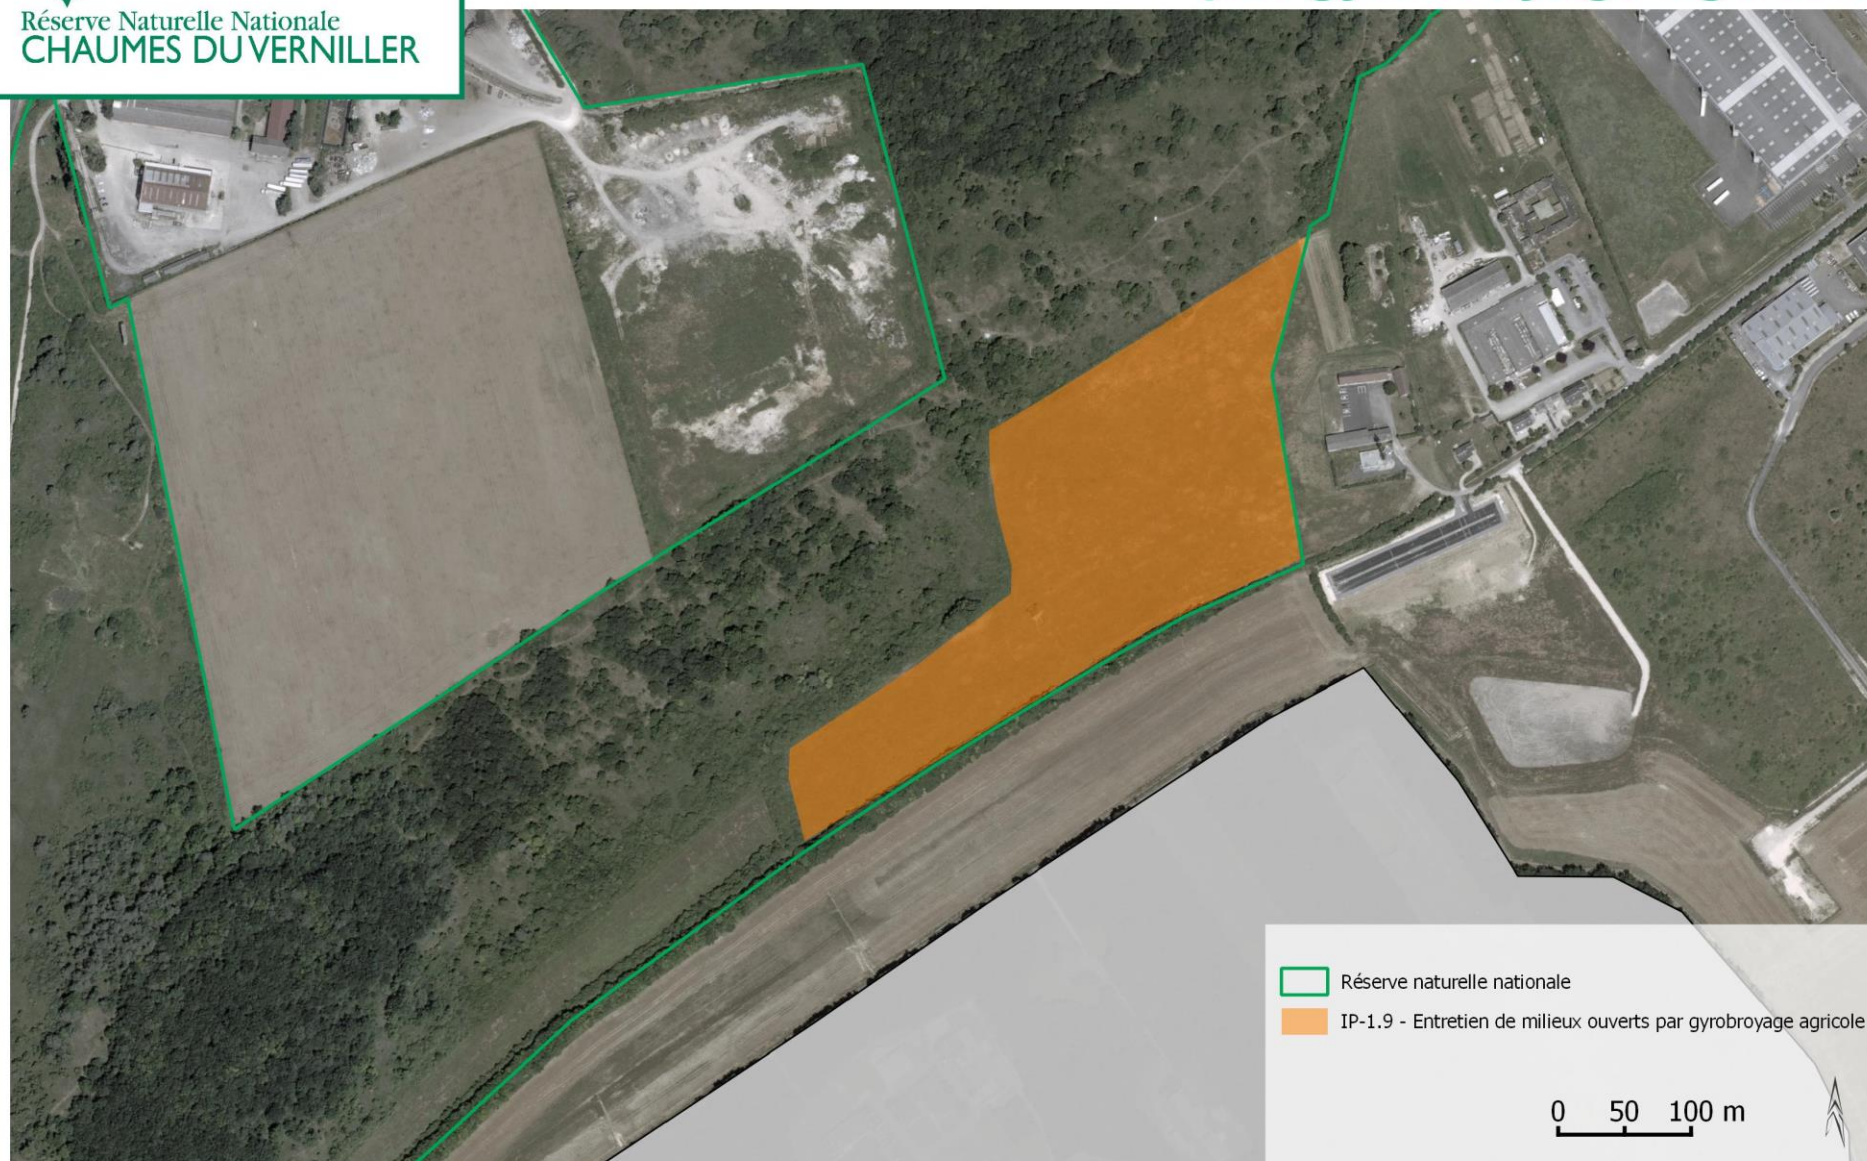 Réserve Naturelle Nationale
CHAUMES DU VERNILLER
Réserve naturelle nationale
IP-1.9 - Entretien de milieux ouverts par gyrobroyage agricole
0 50 100 m